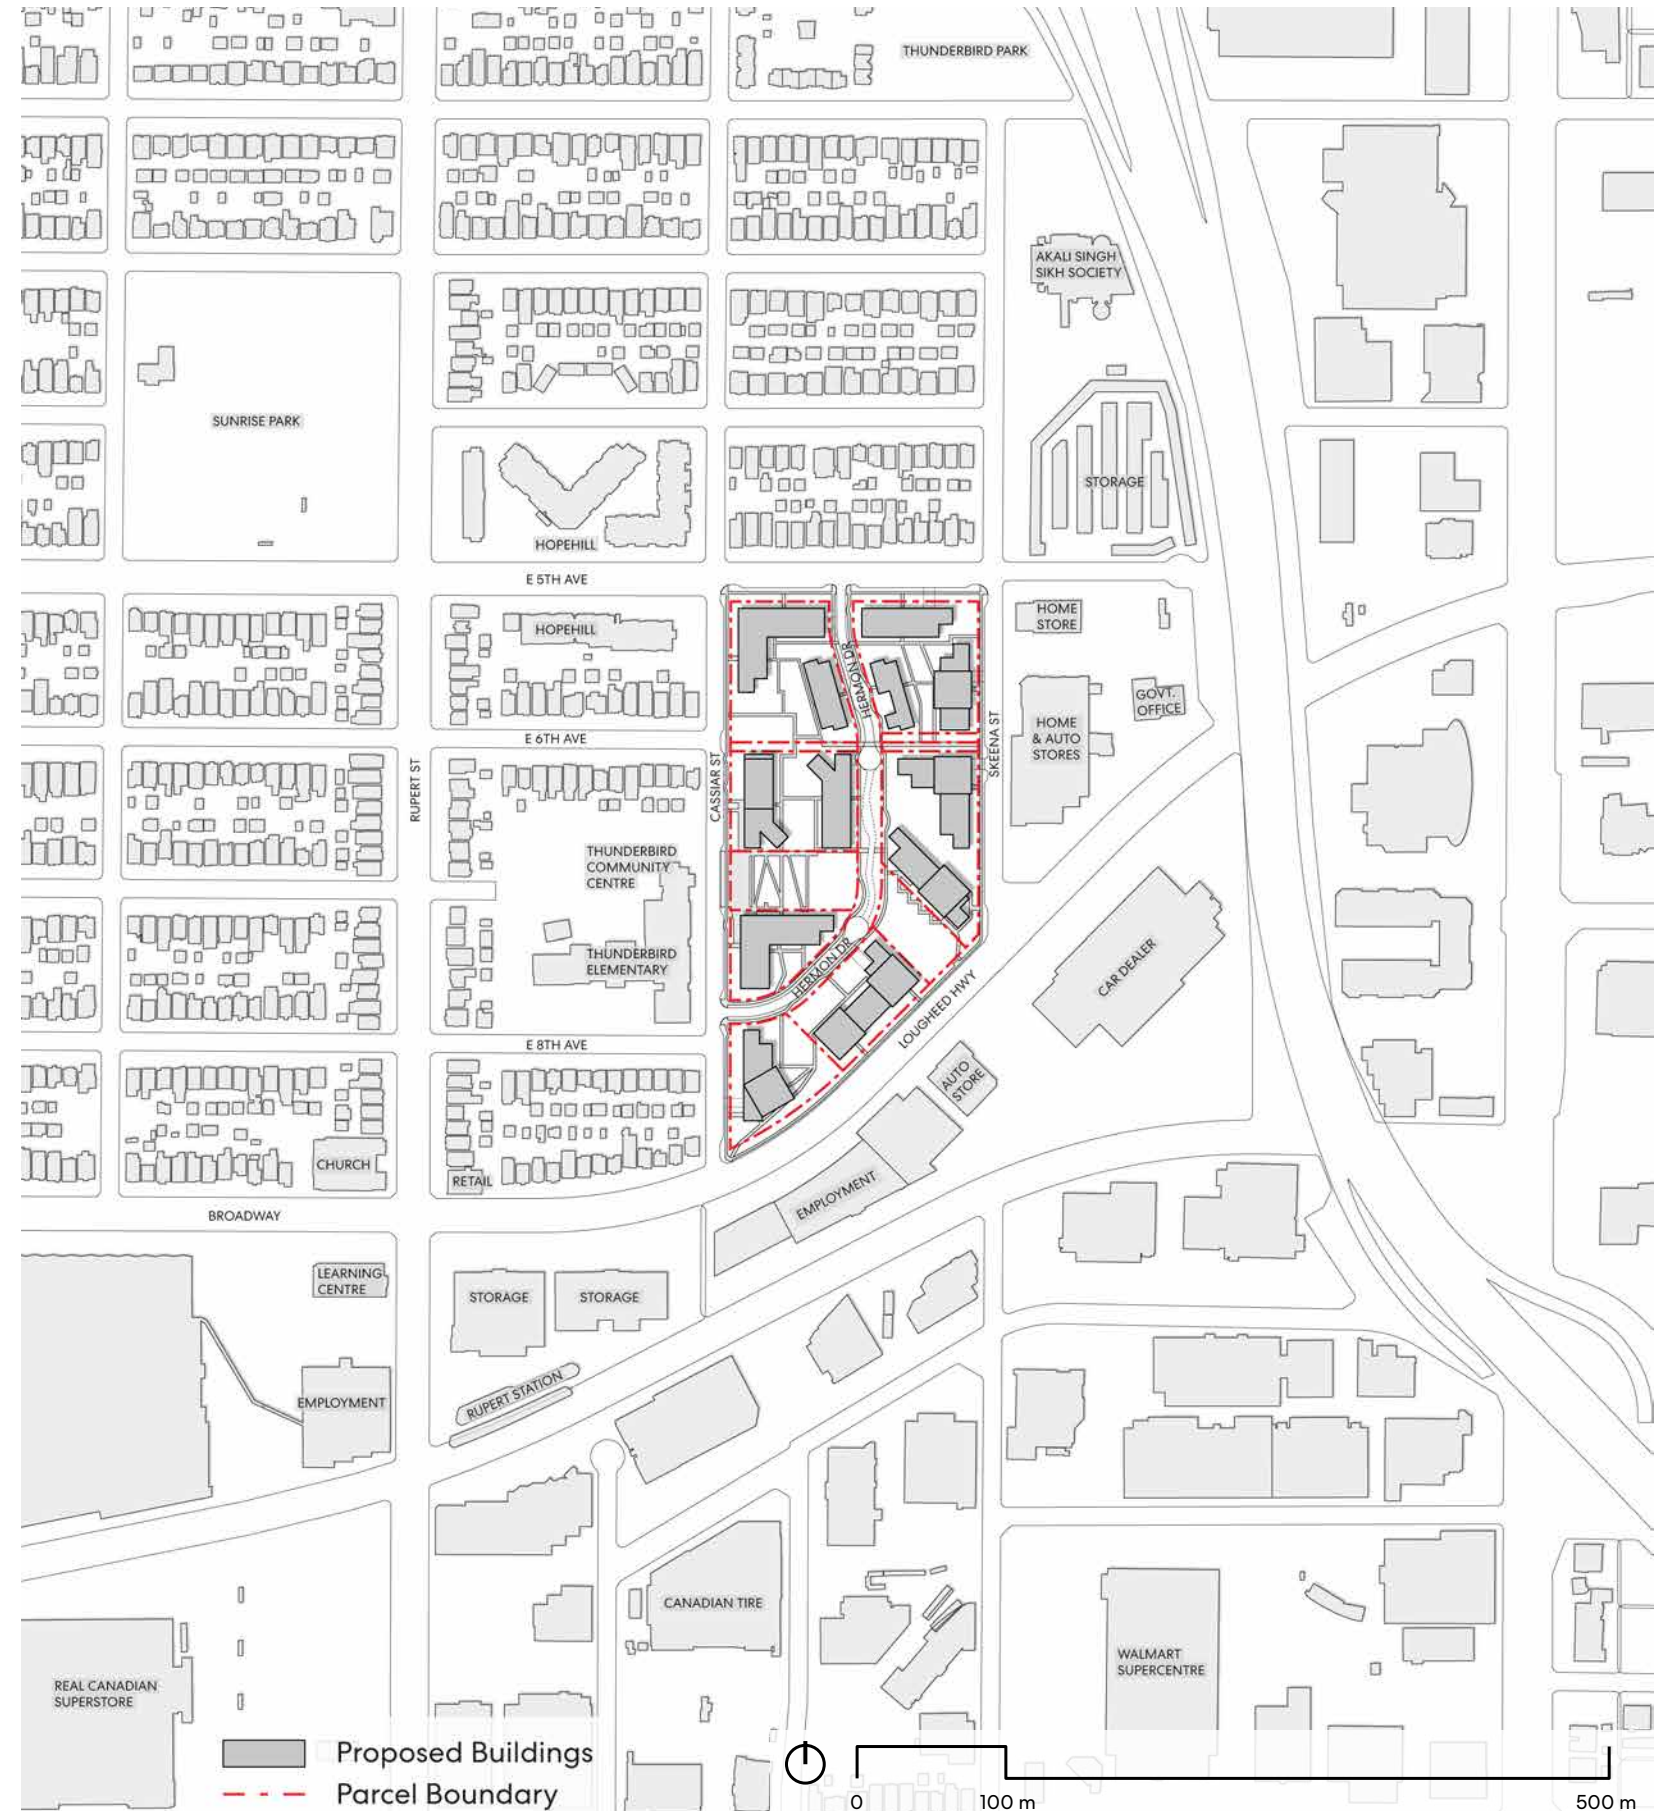 THUNDERBIRD PARK
AKALI SINGH
SIKH SOCIETY
SUNRISE PARK
STORAGE
HOPEHILL
E 5TH AVE
HOPEHILL
HOME
STORE
HERMON DR
GOVT.
OFFICE
HOME
& AUTO
STORES
SKEENA ST
E 6TH AVE
CASSIAR ST
RUPERT ST
THUNDERBIRD
COMMUNITY
CENTRE
THUNDERBIRD
ELEMENTARY
HERMON DR
CAR DEALER
LOUGHEED HWY
E 8TH AVE
AUTO
STORE
CHURCH
RETAIL
EMPLOYMENT
BROADWAY
LEARNING
CENTRE
STORAGE
STORAGE
RUPERT STATION
EMPLOYMENT
CANADIAN TIRE
WALMART
SUPERCENTRE
REAL CANADIAN
SUPERSTORE
Proposed Buildings
Parcel Boundary
0 100 m 500 m